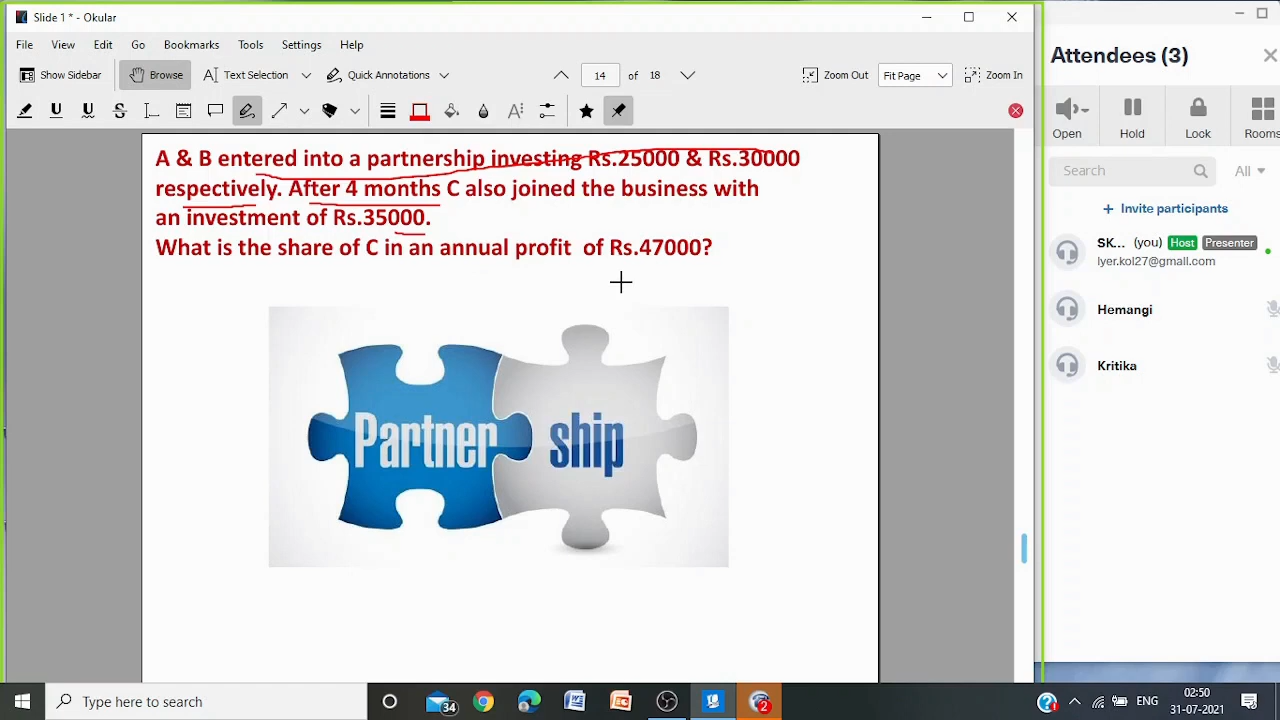 Slide 1 * - Okular
File View Edit Go Bookmarks Tools Settings Help
Show Sidebar Browse Text Selection Quick Annotations 14 of 18 Zoom Out Fit Page Zoom In
A & B entered into a partnership investing Rs.25000 & Rs.30000
respectively. After 4 months C also joined the business with
an investment of Rs.35000.
What is the share of C in an annual profit of Rs.47000?
Partner ship
Attendees (3)
Open Hold Lock Rooms
Search All
+ Invite participants
SK... (you) Host Presenter
lyer.kol27@gmall.com
Hemangi
Kritika
Type here to search
34
2
ENG
02:50
31-07-2021